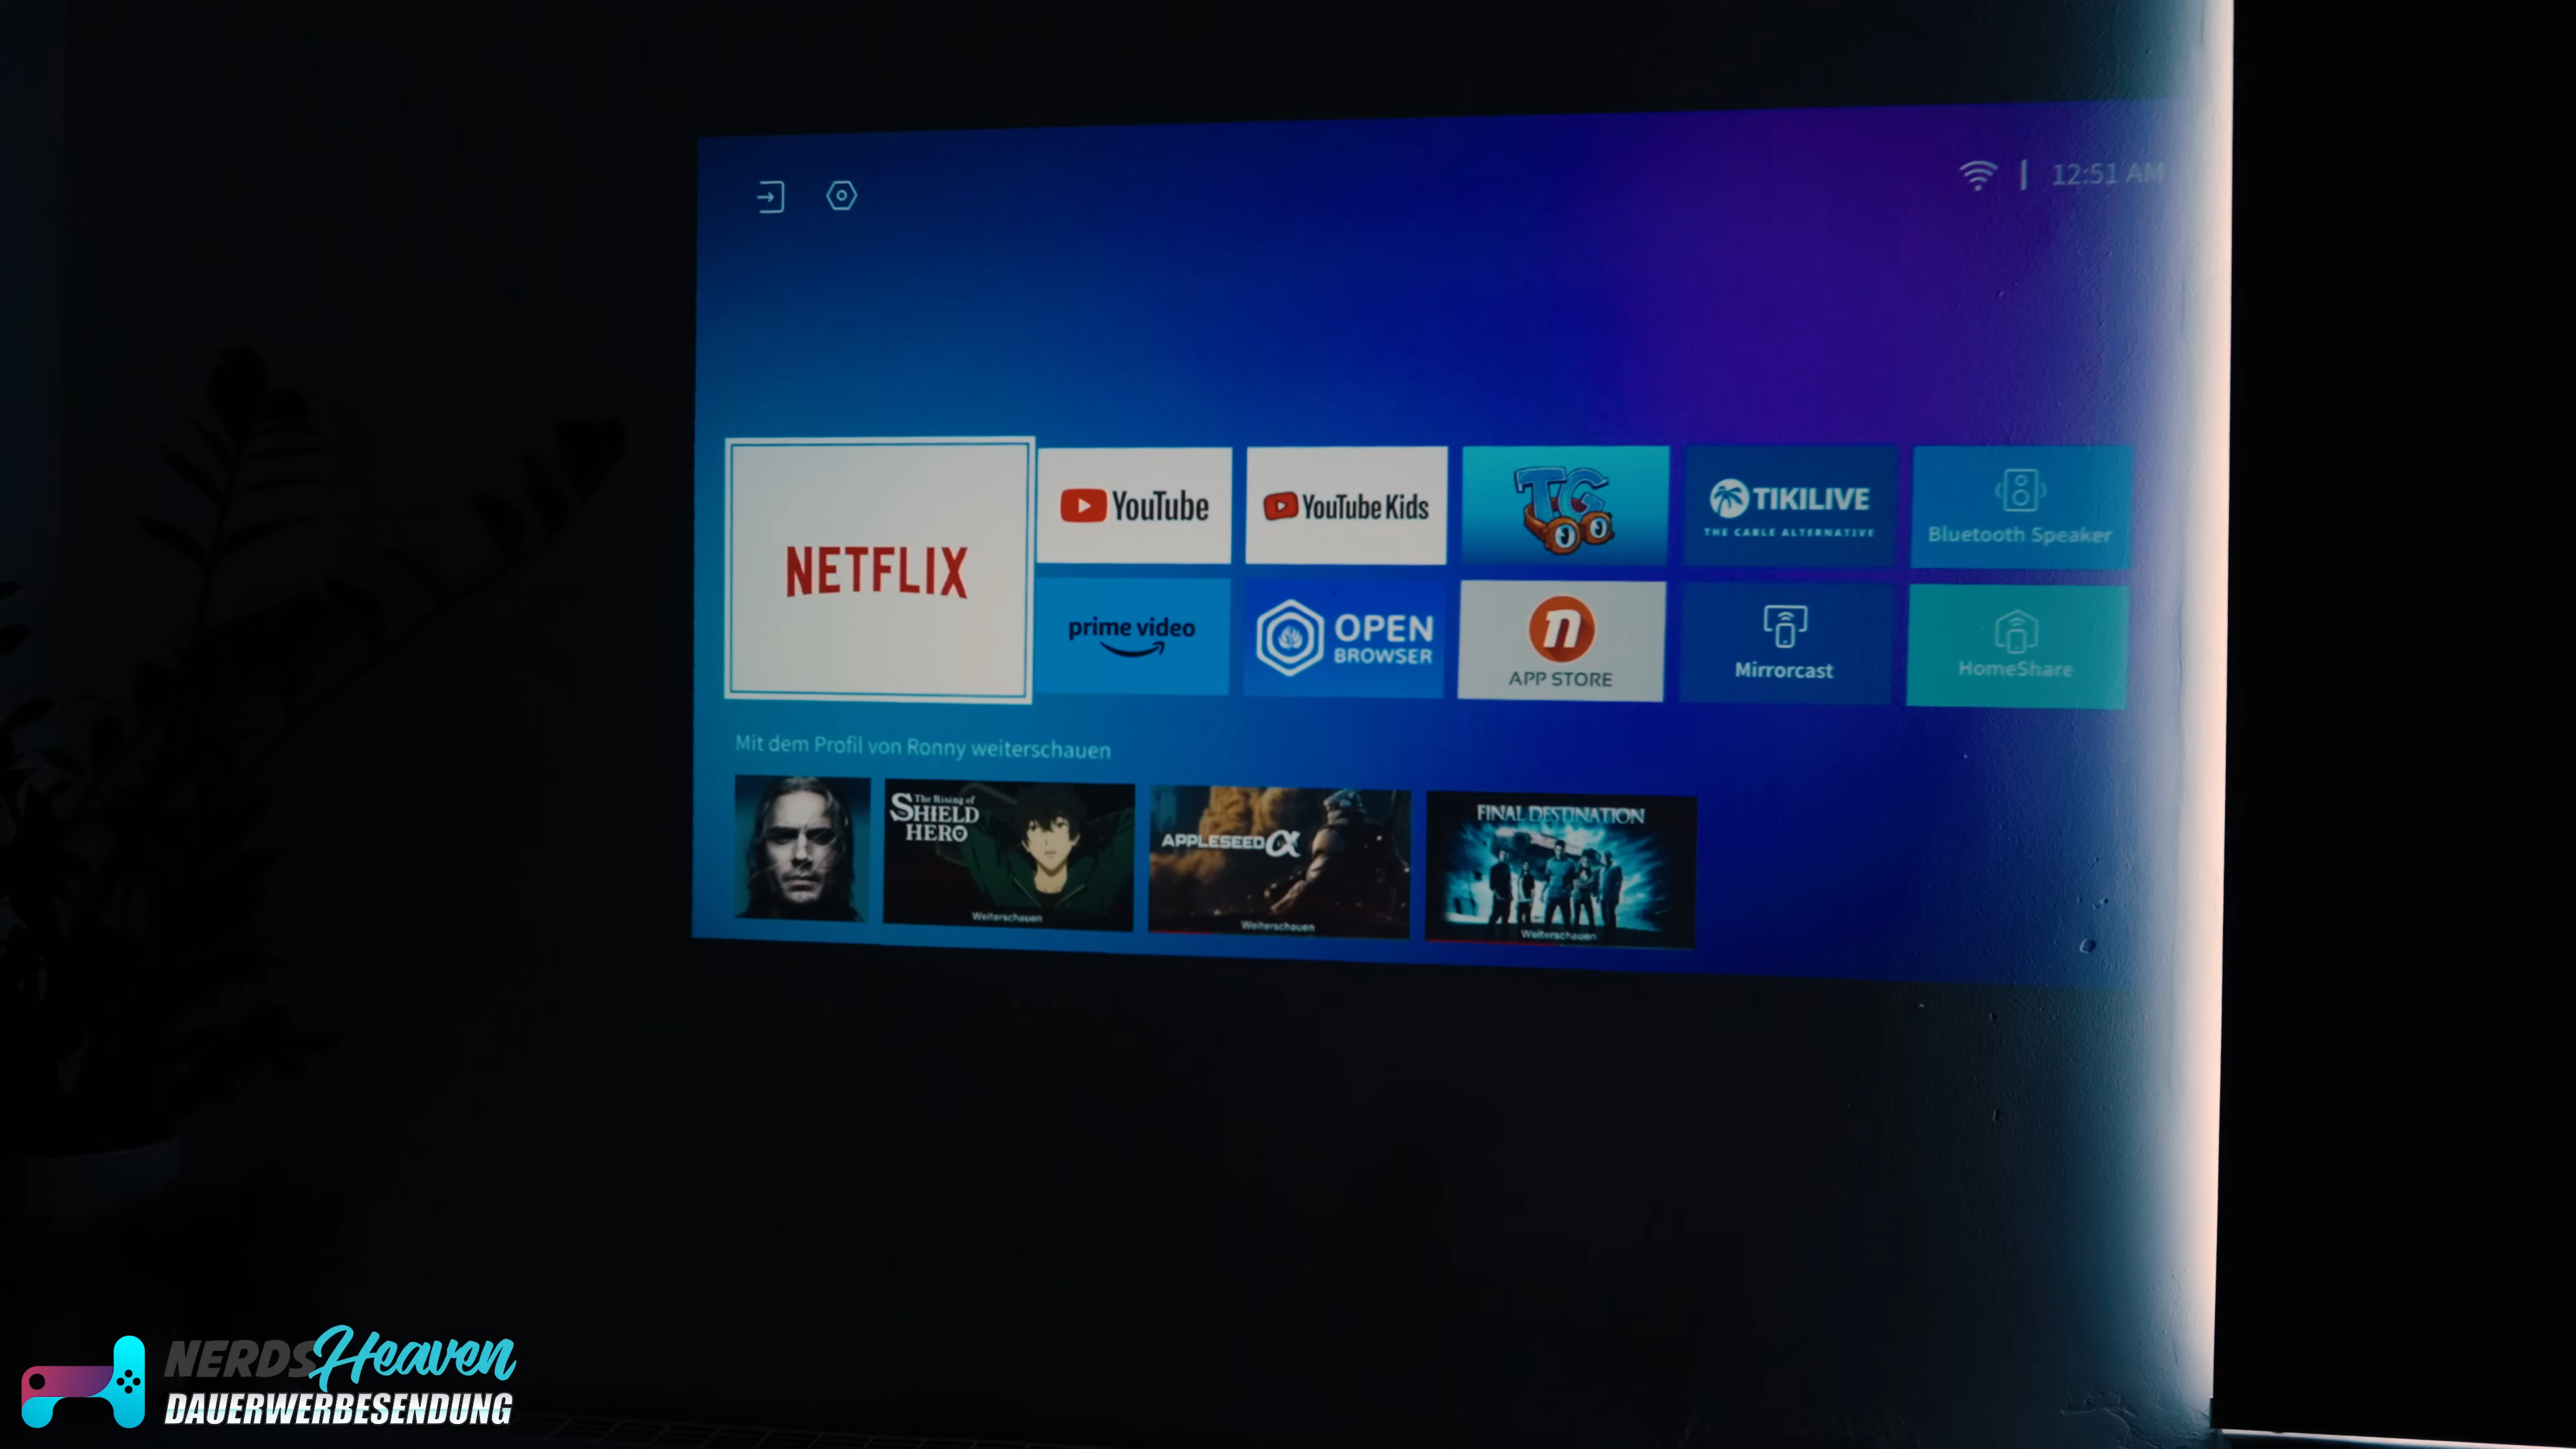 12:51 AM
NETFLIX
YouTube
YouTube Kids
TG
TIKILIVE
THE CABLE ALTERNATIVE
Bluetooth Speaker
prime video
OPEN
BROWSER
n
APP STORE
Mirrorcast
HomeShare
Mit dem Profil von Ronny weiterschauen
The Rising of
SHIELD
HERO
Weiterschauen
APPLESEED α
Weiterschauen
FINAL DESTINATION
Weiterschauen
NERDS Heaven
DAUERWERBESENDUNG